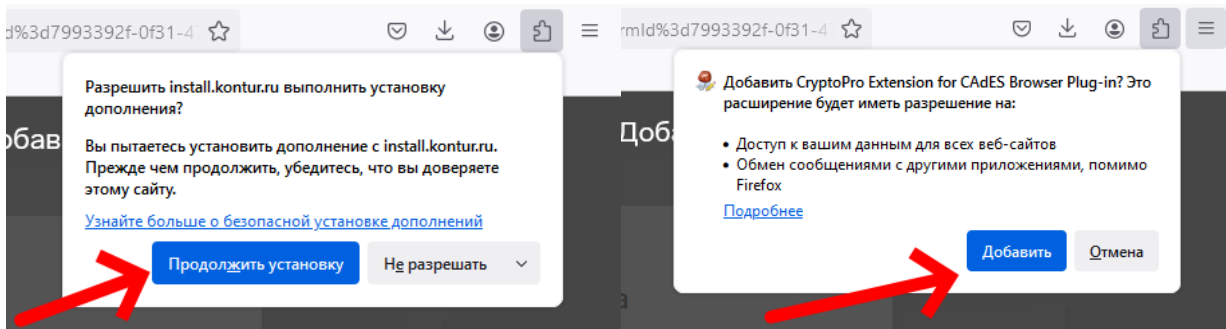 d%3d7993392f-0f31-4
Разрешить install.kontur.ru выполнить установку
дополнения?
Вы пытаетесь установить дополнение с install.kontur.ru.
Прежде чем продолжить, убедитесь, что вы доверяете
этому сайту.
Узнайте больше о безопасной установке дополнений
Продолжить установку
Не разрешать
обав
rmId%3d7993392f-0f31-4
Добавить CryptoPro Extension for CAdES Browser Plug-in? Это
расширение будет иметь разрешение на:
• Доступ к вашим данным для всех веб-сайтов
• Обмен сообщениями с другими приложениями, помимо
Firefox
Подробнее
Добавить
Отмена
Доба